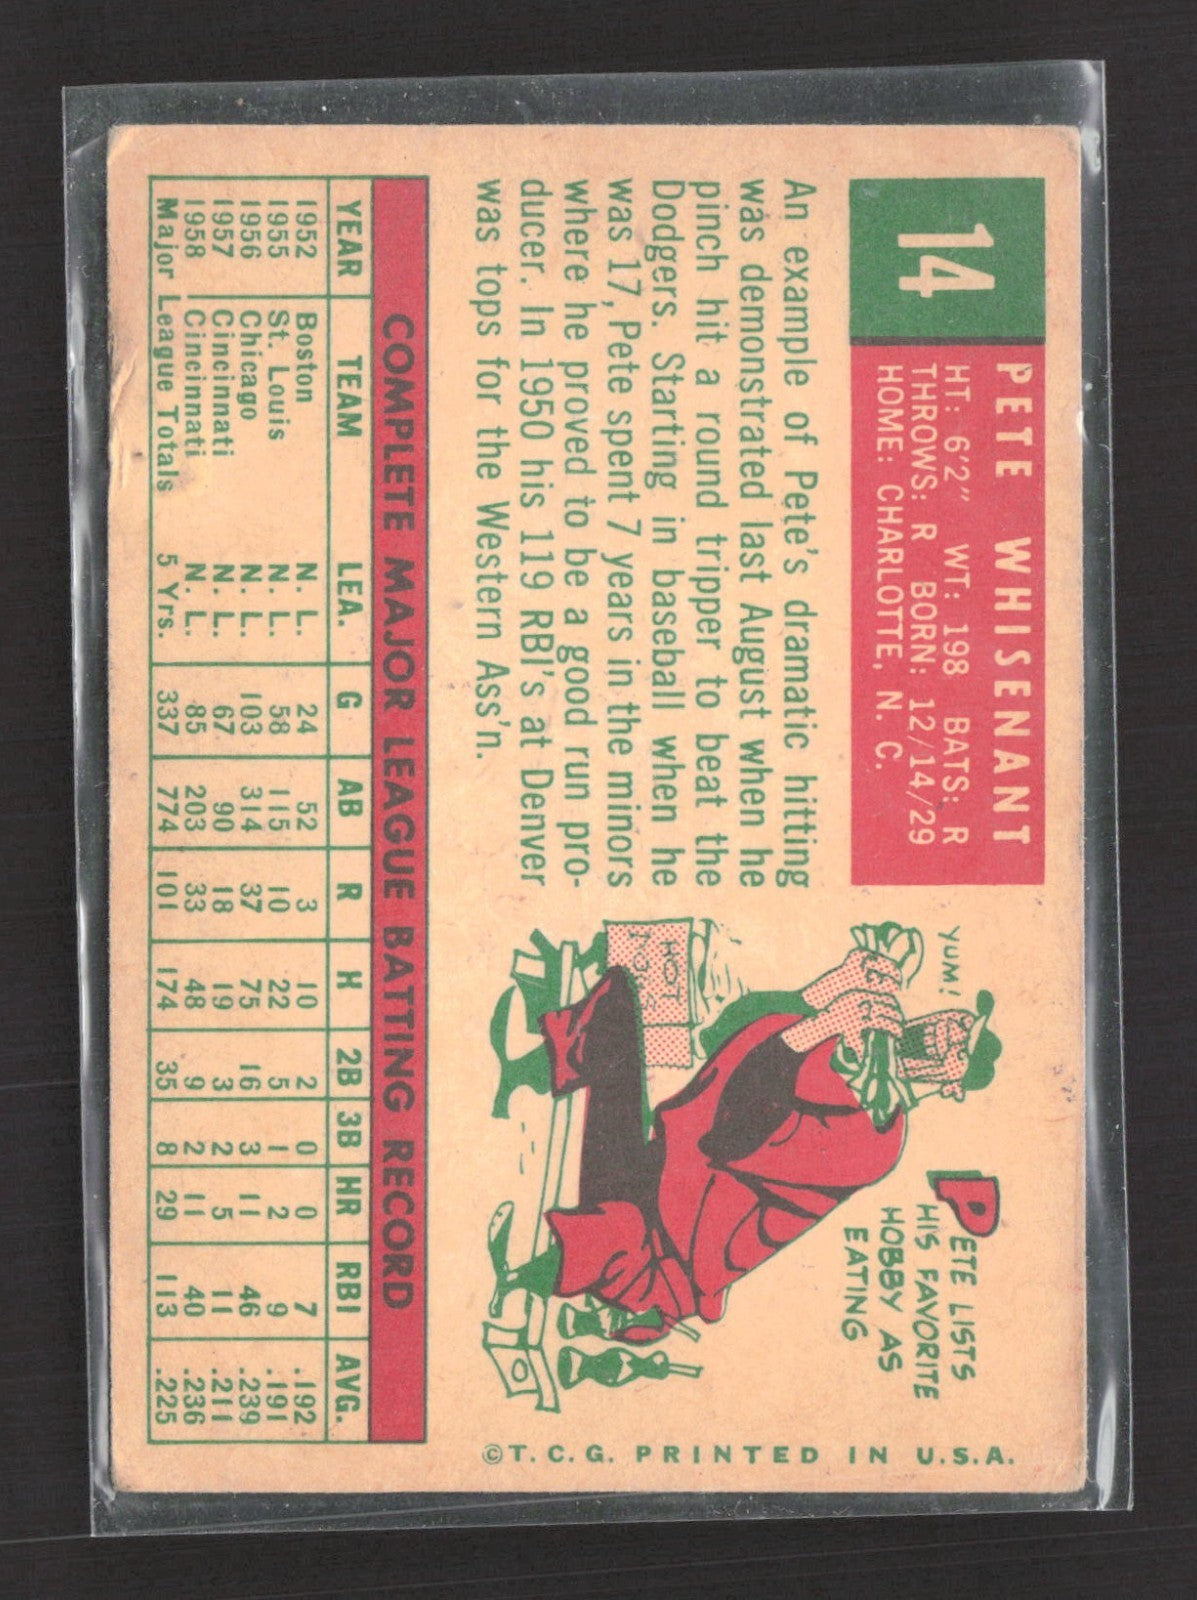 14
PETE WHISENANT
HT: 6'2" WT: 198 BATS: R
THROWS: R BORN: 12/14/29
HOME: CHARLOTTE, N. C.
An example of Pete's dramatic hitting
was demonstrated last August when he
pinch hit a round tripper to beat the
Dodgers. Starting in baseball when he
was 17, Pete spent 7 years in the minors
where he proved to be a good run pro-
ducer. In 1950 his 119 RBI's at Denver
was tops for the Western Ass'n.
YUM!
HOT
DOGS
PETE LISTS
HIS FAVORITE
HOBBY AS
EATING
COMPLETE MAJOR LEAGUE BATTING RECORD
YEAR TEAM LEA. G AB R H 2B 3B HR RBI AVG.
1952 Boston N. L. 24 52 3 10 2 0 0 7 .192
1955 St. Louis N. L. 58 115 10 22 5 1 2 9 .191
1956 Chicago N. L. 103 314 37 75 16 3 11 46 .239
1957 Cincinnati N. L. 67 90 18 19 3 2 5 11 .211
1958 Cincinnati N. L. 85 203 33 48 9 2 11 40 .236
Major League Totals 5 Yrs. 337 774 101 174 35 8 29 113 .225
©T. C. G. PRINTED IN U.S.A.